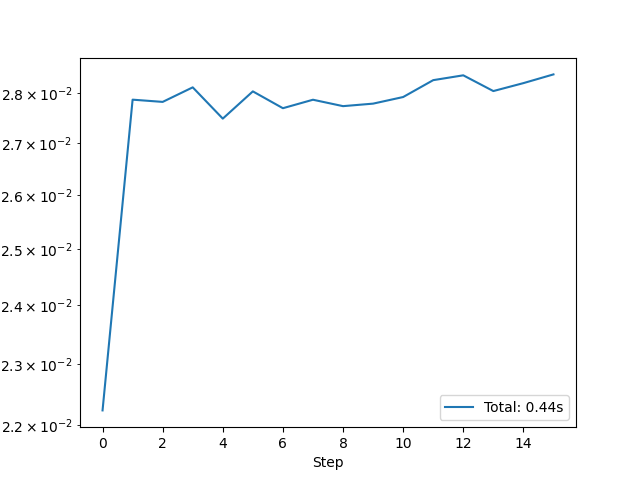 2.8 × 10⁻²
2.7 × 10⁻²
2.6 × 10⁻²
2.5 × 10⁻²
2.4 × 10⁻²
2.3 × 10⁻²
2.2 × 10⁻²
Total: 0.44s
0 2 4 6 8 10 12 14
Step